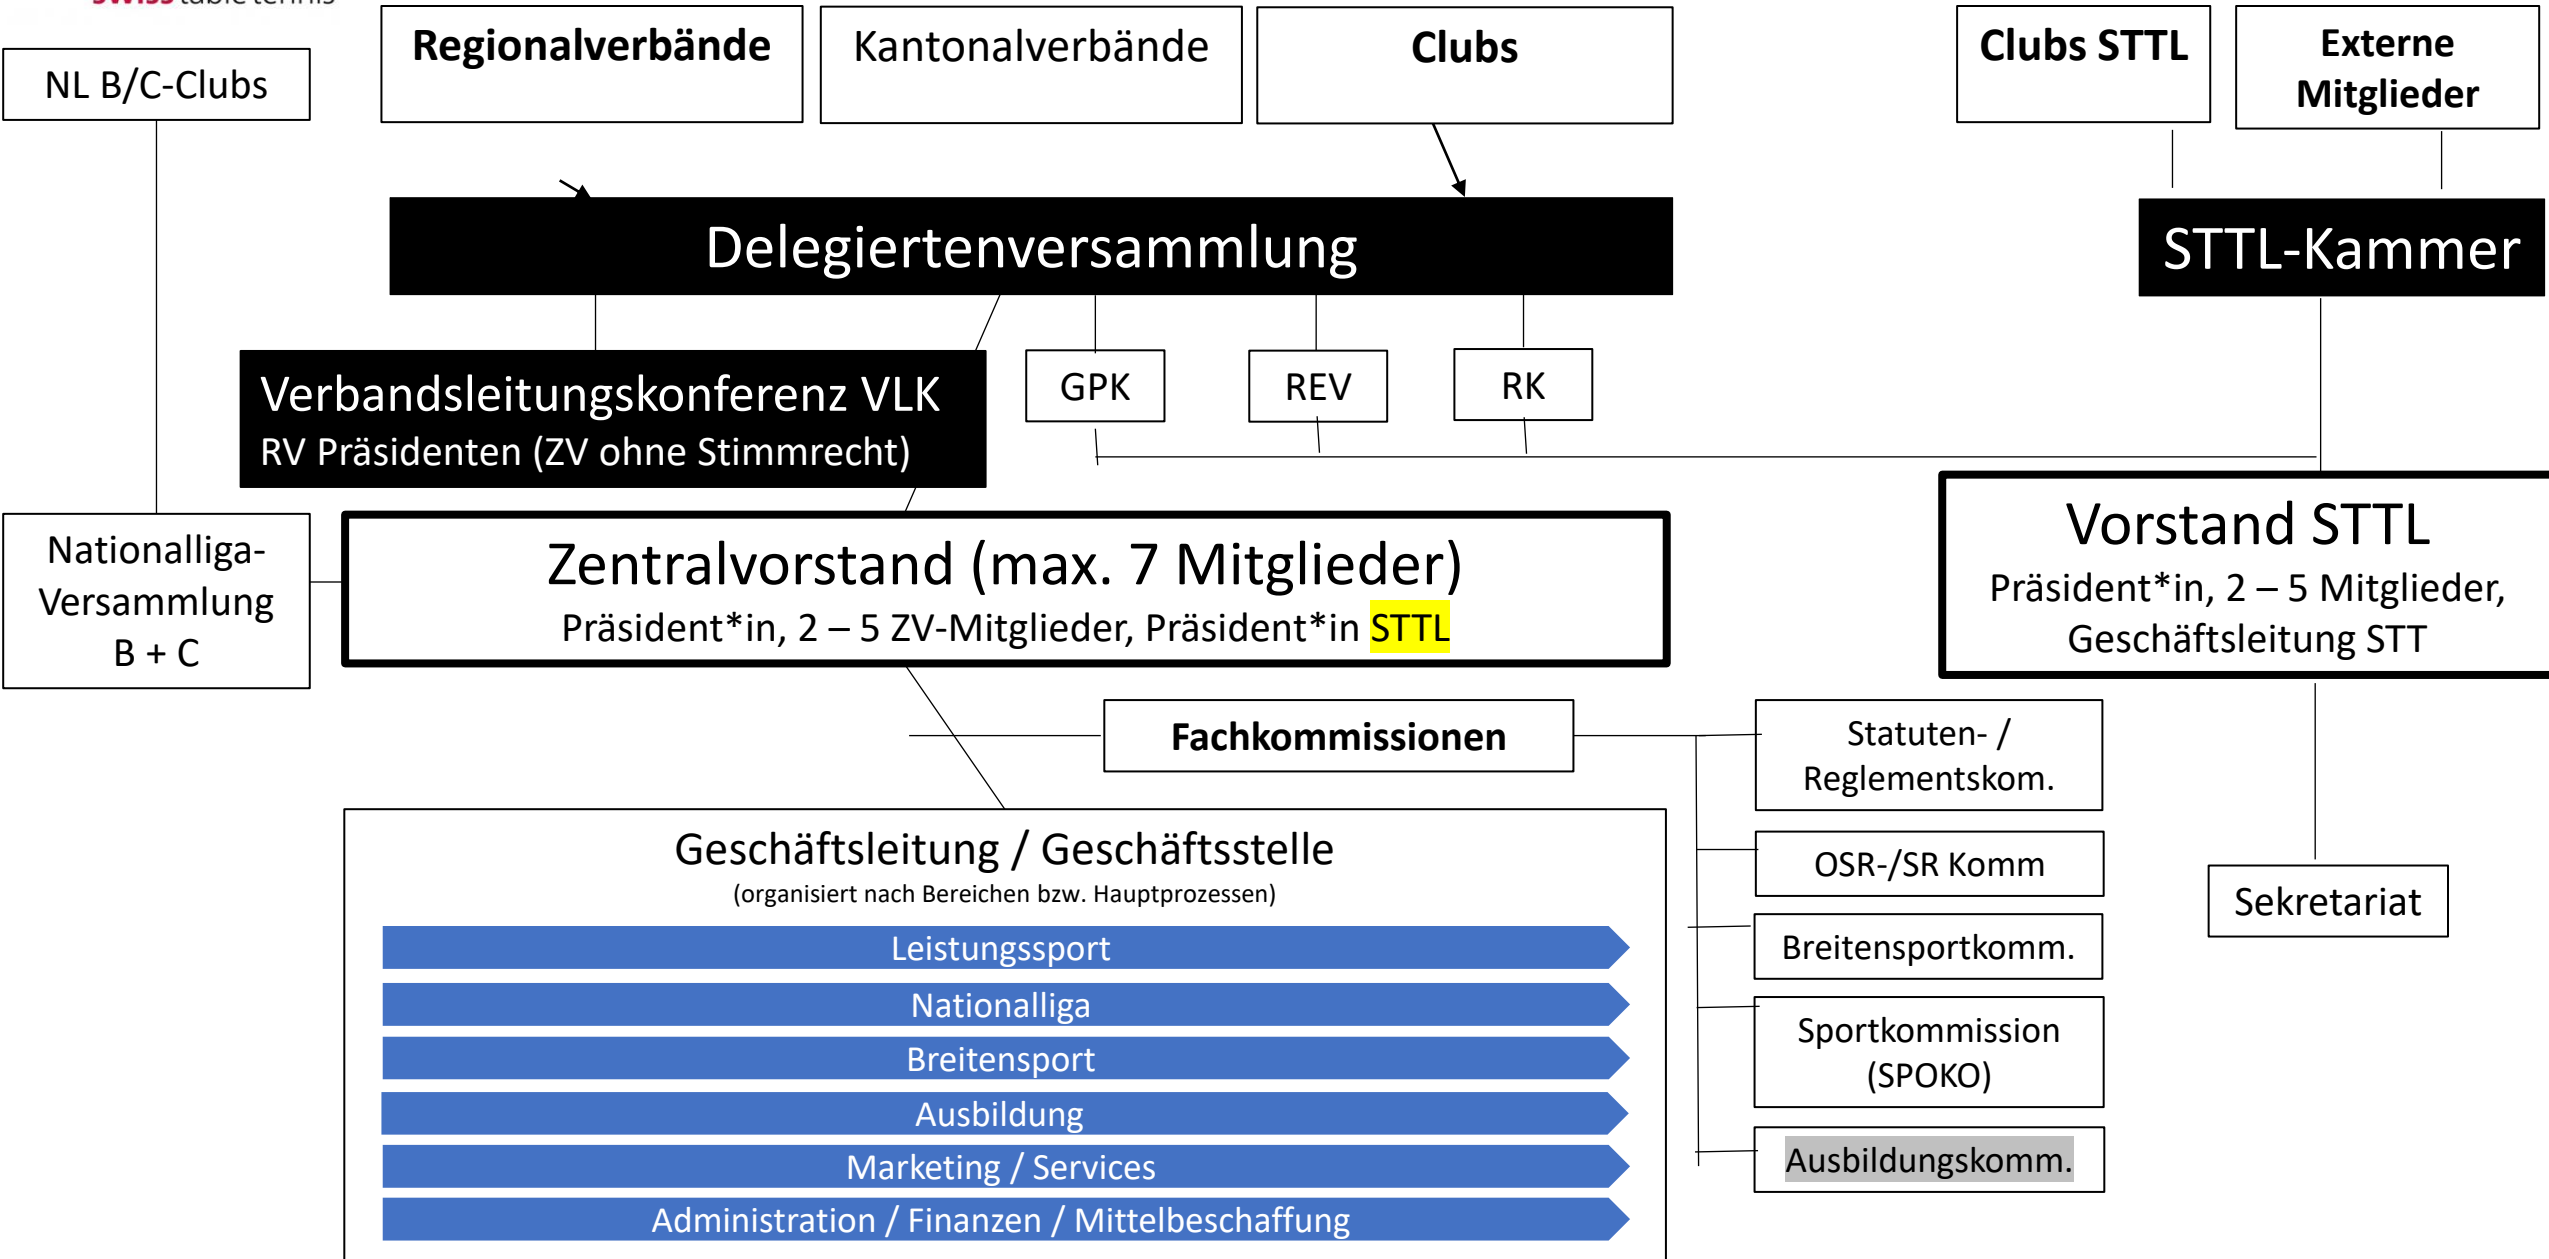 swiss table tennis
NL B/C-Clubs
Regionalverbände
Kantonalverbände
Clubs
Clubs STTL
Externe
Mitglieder
Delegiertenversammlung
STTL-Kammer
Verbandsleitungskonferenz VLK
RV Präsidenten (ZV ohne Stimmrecht)
GPK
REV
RK
Nationalliga-
Versammlung
B + C
Zentralvorstand (max. 7 Mitglieder)
Präsident*in, 2 – 5 ZV-Mitglieder, Präsident*in STTL
Vorstand STTL
Präsident*in, 2 – 5 Mitglieder,
Geschäftsleitung STT
Fachkommissionen
Statuten- /
Reglementskom.
OSR-/SR Komm
Breitensportkomm.
Sportkommission
(SPOKO)
Ausbildungskomm.
Sekretariat
Geschäftsleitung / Geschäftsstelle
(organisiert nach Bereichen bzw. Hauptprozessen)
Leistungssport
Nationalliga
Breitensport
Ausbildung
Marketing / Services
Administration / Finanzen / Mittelbeschaffung